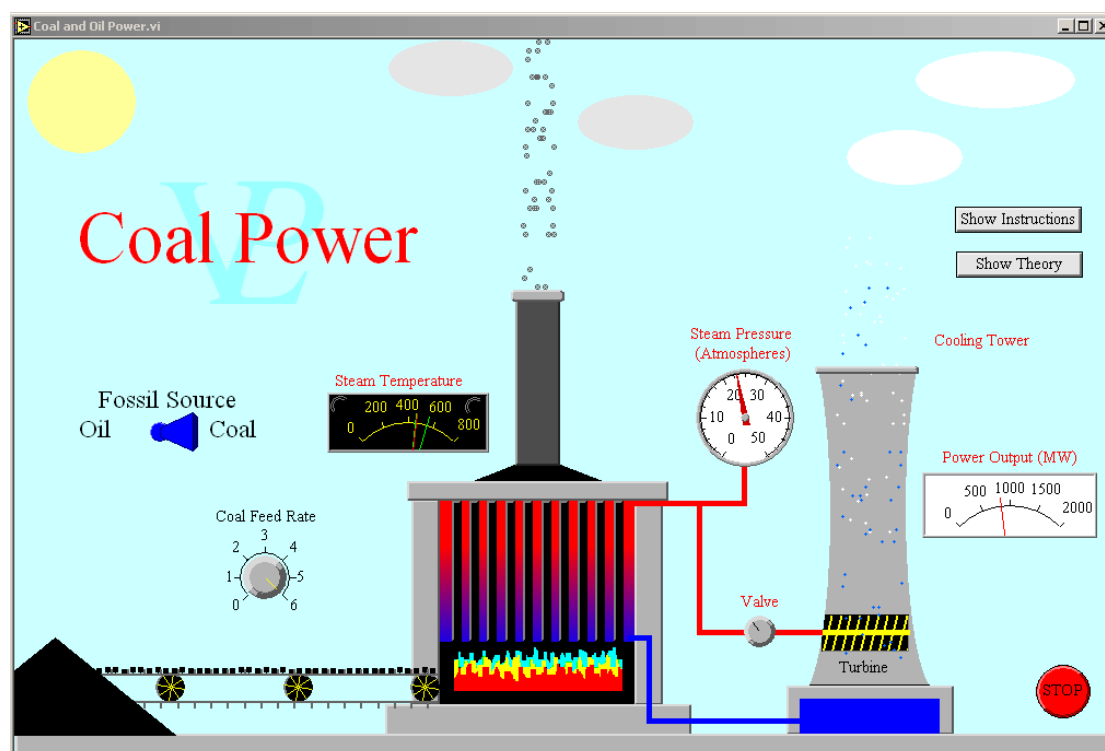 Coal and Oil Power.vi
VPL
Coal Power
Show Instructions
Show Theory
Steam Pressure
(Atmospheres)
0 10 20 30 40 50
Cooling Tower
Steam Temperature
0 200 400 600 800
Fossil Source
Oil Coal
Power Output (MW)
0 500 1000 1500 2000
Coal Feed Rate
0 1 2 3 4 5 6
Valve
Turbine
STOP